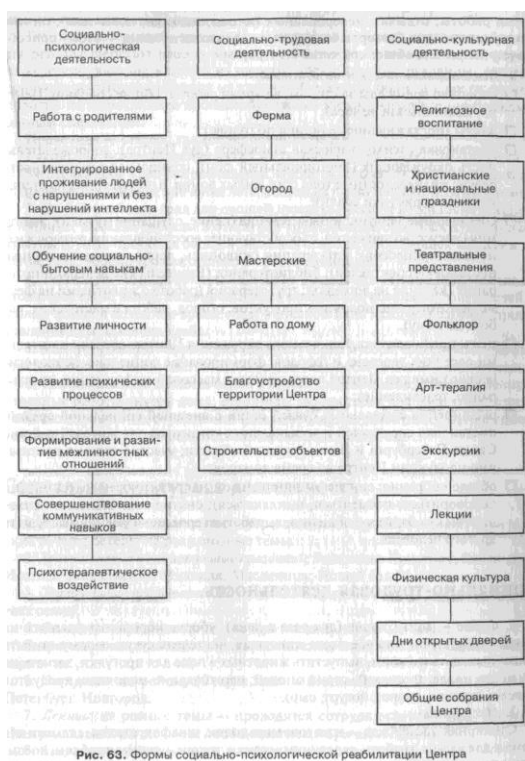 Социально-
психологическая
деятельность
Работа с родителями
Интегрированное
проживание людей
с нарушениями и без
нарушений интеллекта
Обучение социально-
бытовым навыкам
Развитие личности
Развитие психических
процессов
Формирование и разви-
тие межличностных
отношений
Совершенствование
коммуникативных
навыков
Психотерапевтическое
воздействие
Социально-трудовая
деятельность
Ферма
Огород
Мастерские
Работа по дому
Благоустройство
территории Центра
Строительство объектов
Социально-культурная
деятельность
Религиозное
воспитание
Христианские
и национальные
праздники
Театральные
представления
Фольклор
Арт-терапия
Экскурсии
Лекции
Физическая культура
Дни открытых дверей
Общие собрания
Центра
Рис. 63. Формы социально-психологической реабилитации Центра